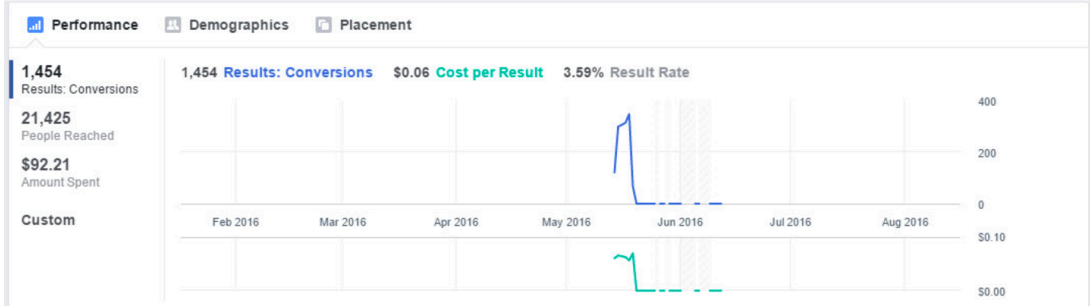 Performance Demographics Placement
1,454
Results: Conversions
21,425
People Reached
$92.21
Amount Spent
Custom
1,454 Results: Conversions $0.06 Cost per Result 3.59% Result Rate
400
200
0
Feb 2016 Mar 2016 Apr 2016 May 2016 Jun 2016 Jul 2016 Aug 2016
$0.10
$0.00